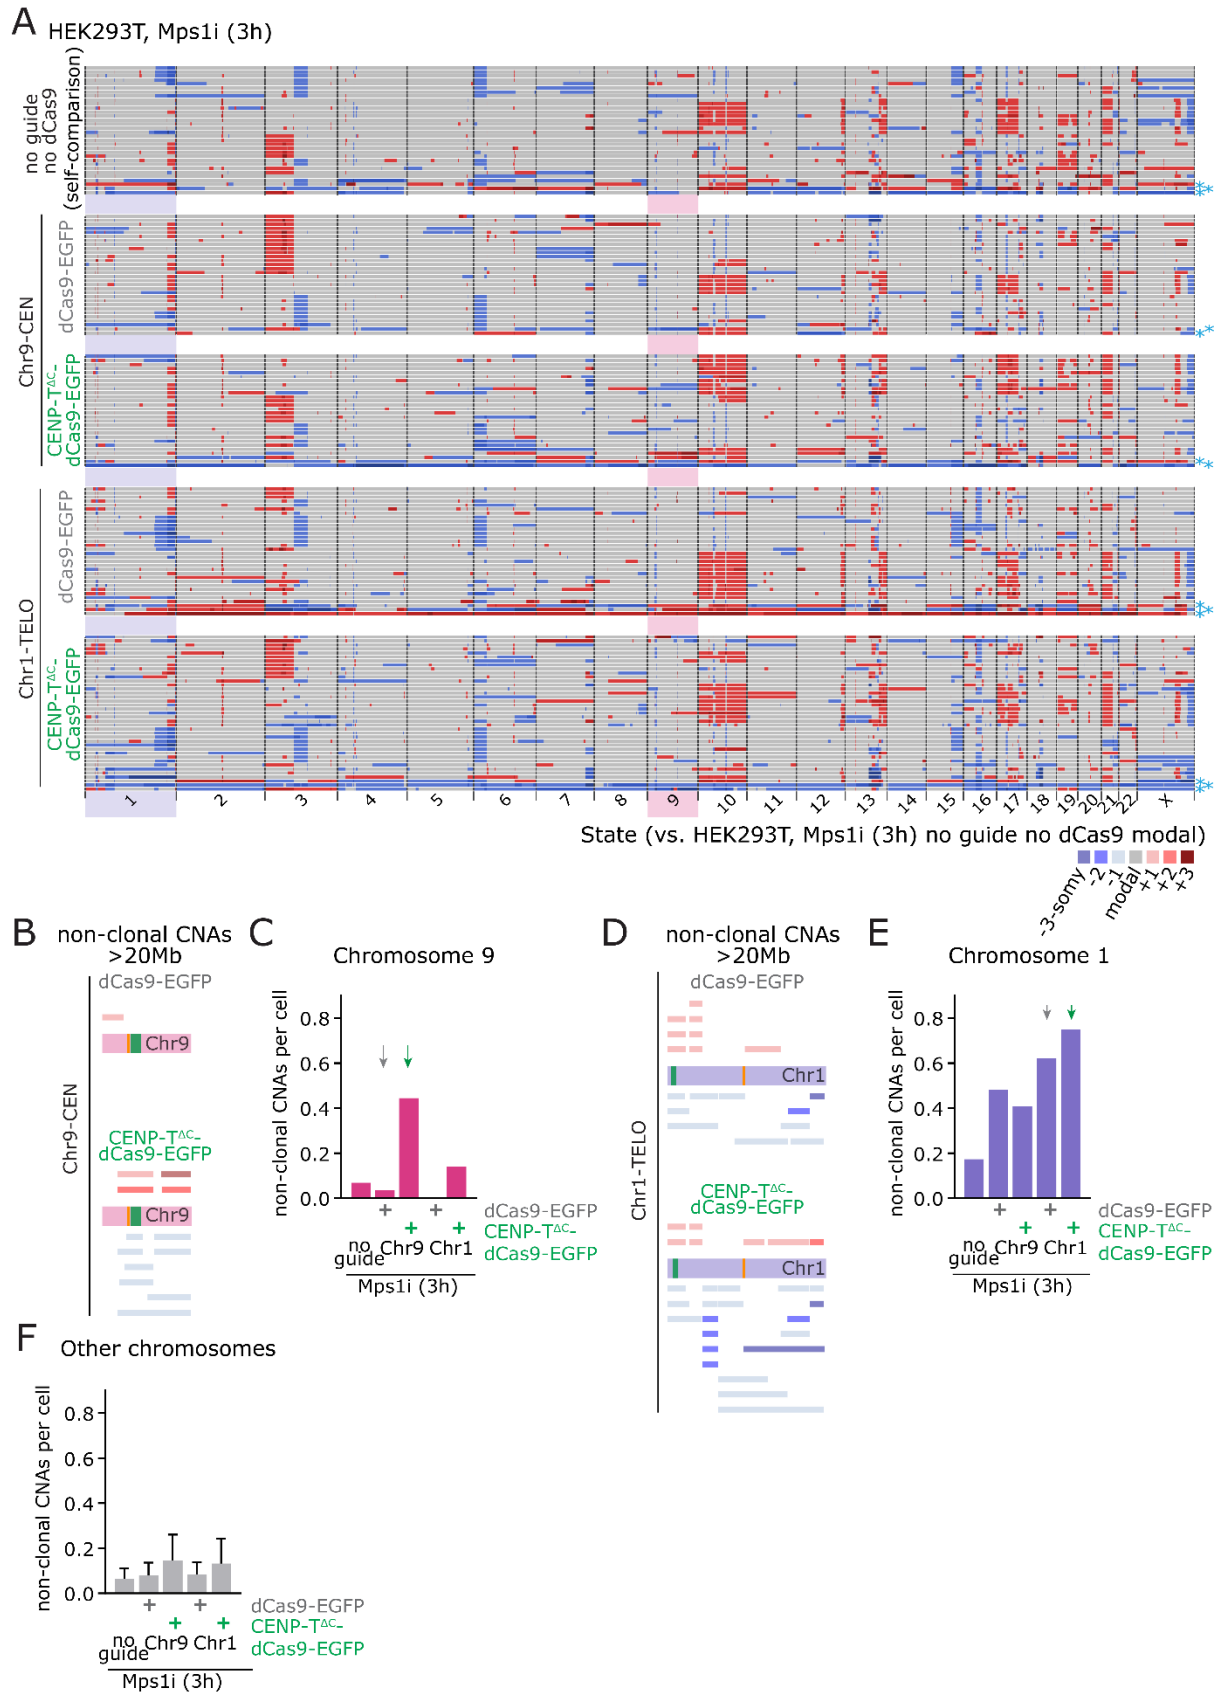 A
HEK293T, Mps1i (3h)
no guide
no dCas9
(self-comparison)
Chr9-CEN
dCas9-EGFP
CENP-TΔC-
dCas9-EGFP
Chr1-TELO
dCas9-EGFP
CENP-TΔC-
dCas9-EGFP
**
**
**
**
**
1 2 3 4 5 6 7 8 9 10 11 12 13 14 15 16 17 18 19 20 21 22 X
State (vs. HEK293T, Mps1i (3h) no guide no dCas9 modal)
-3-somy -2 -1 modal +1 +2 +3
B
non-clonal CNAs
>20Mb
dCas9-EGFP
Chr9
Chr9-CEN
CENP-TΔC-
dCas9-EGFP
Chr9
C
Chromosome 9
non-clonal CNAs per cell
0.8
0.6
0.4
0.2
0.0
+ + dCas9-EGFP
+ + CENP-TΔC-
dCas9-EGFP
no
guide
Chr9 Chr1
Mps1i (3h)
D
non-clonal CNAs
>20Mb
dCas9-EGFP
Chr1
Chr1-TELO
CENP-TΔC-
dCas9-EGFP
Chr1
E
Chromosome 1
non-clonal CNAs per cell
0.8
0.6
0.4
0.2
0.0
+ + dCas9-EGFP
+ + CENP-TΔC-
dCas9-EGFP
no
guide
Chr9 Chr1
Mps1i (3h)
F
Other chromosomes
non-clonal CNAs per cell
0.8
0.6
0.4
0.2
0.0
+ + dCas9-EGFP
+ + CENP-TΔC-
dCas9-EGFP
no
guide
Chr9 Chr1
Mps1i (3h)